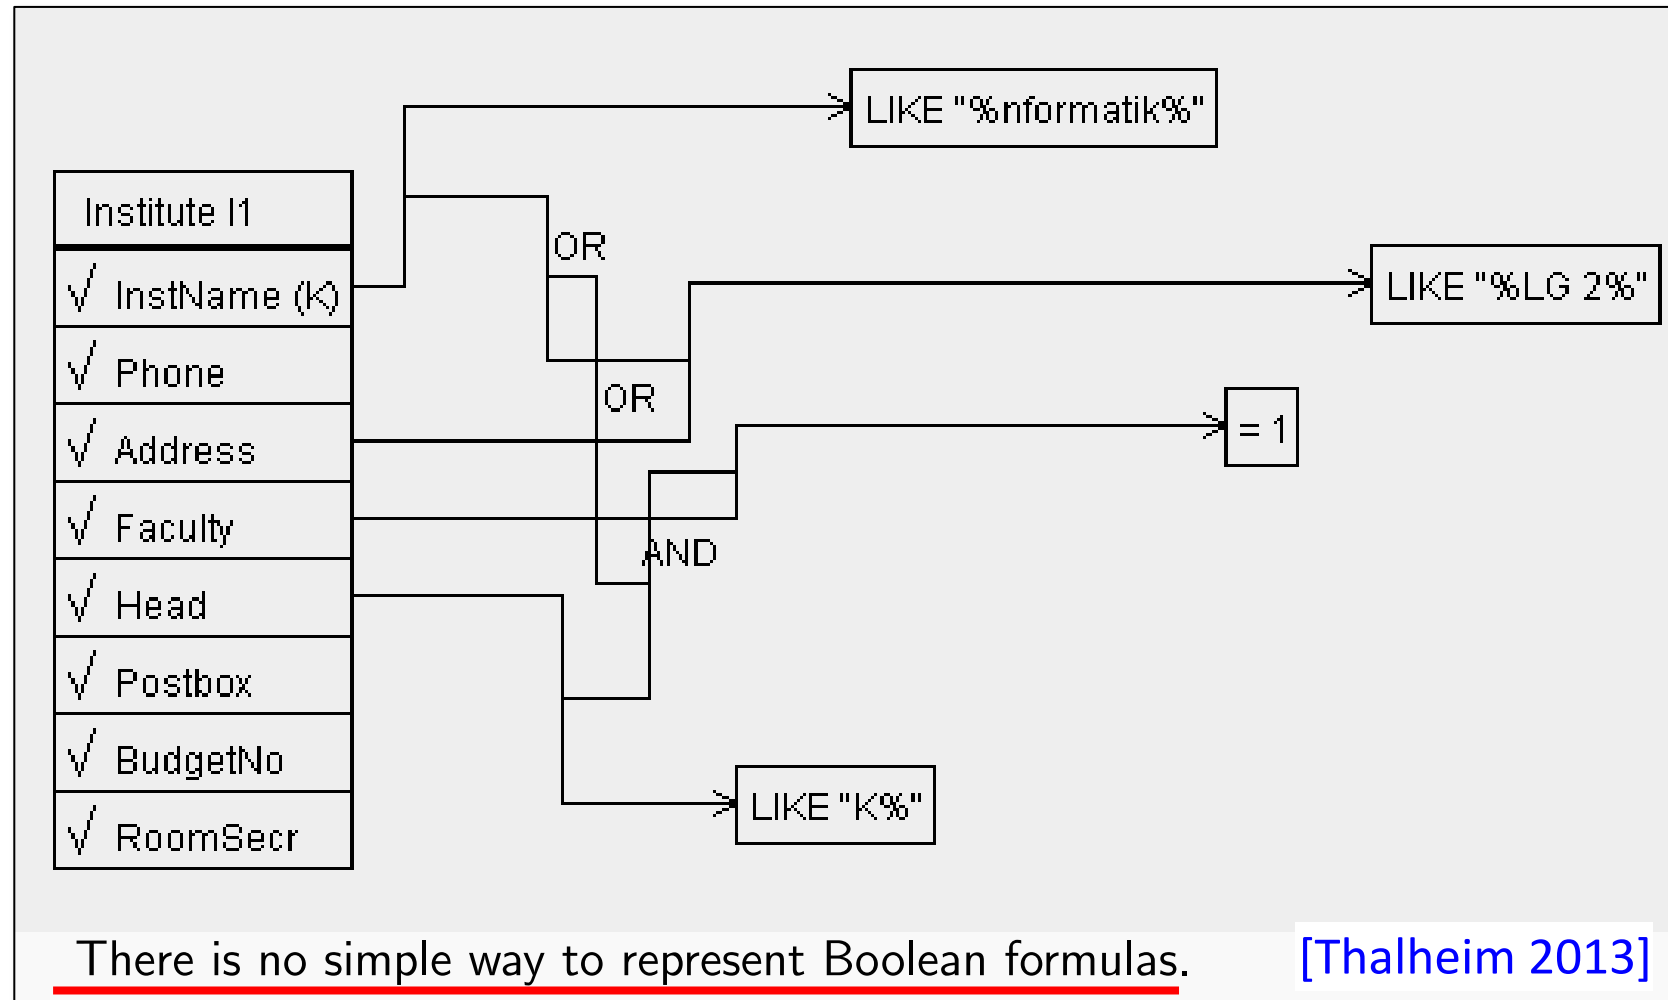 LIKE "%nformatik%"
Institute I1
OR
√ InstName (K)
LIKE "%LG 2%"
√ Phone
OR
= 1
√ Address
√ Faculty
AND
√ Head
√ Postbox
√ BudgetNo
LIKE "K%"
√ RoomSecr
There is no simple way to represent Boolean formulas.
[Thalheim 2013]